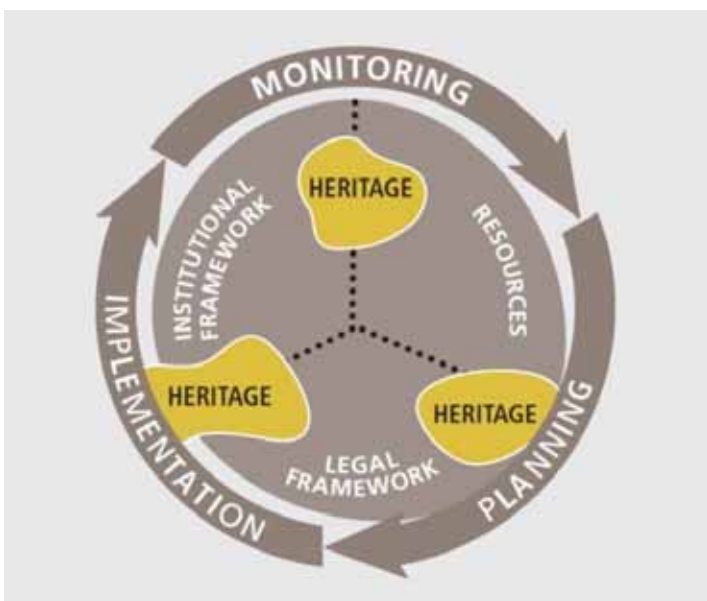 MONITORING
HERITAGE
INSTITUTIONAL
FRAMEWORK
RESOURCES
IMPLEMENTATION
HERITAGE
HERITAGE
LEGAL
FRAMEWORK
PLANNING